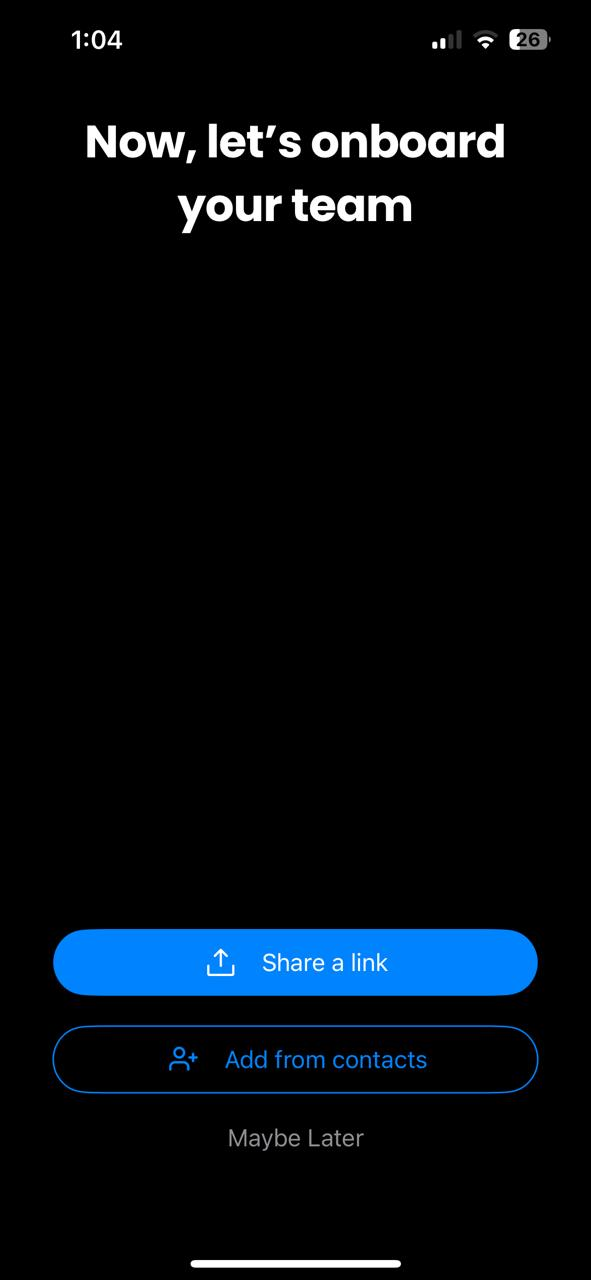 1:04
26
Now, let’s onboard
your team
Share a link
Add from contacts
Maybe Later